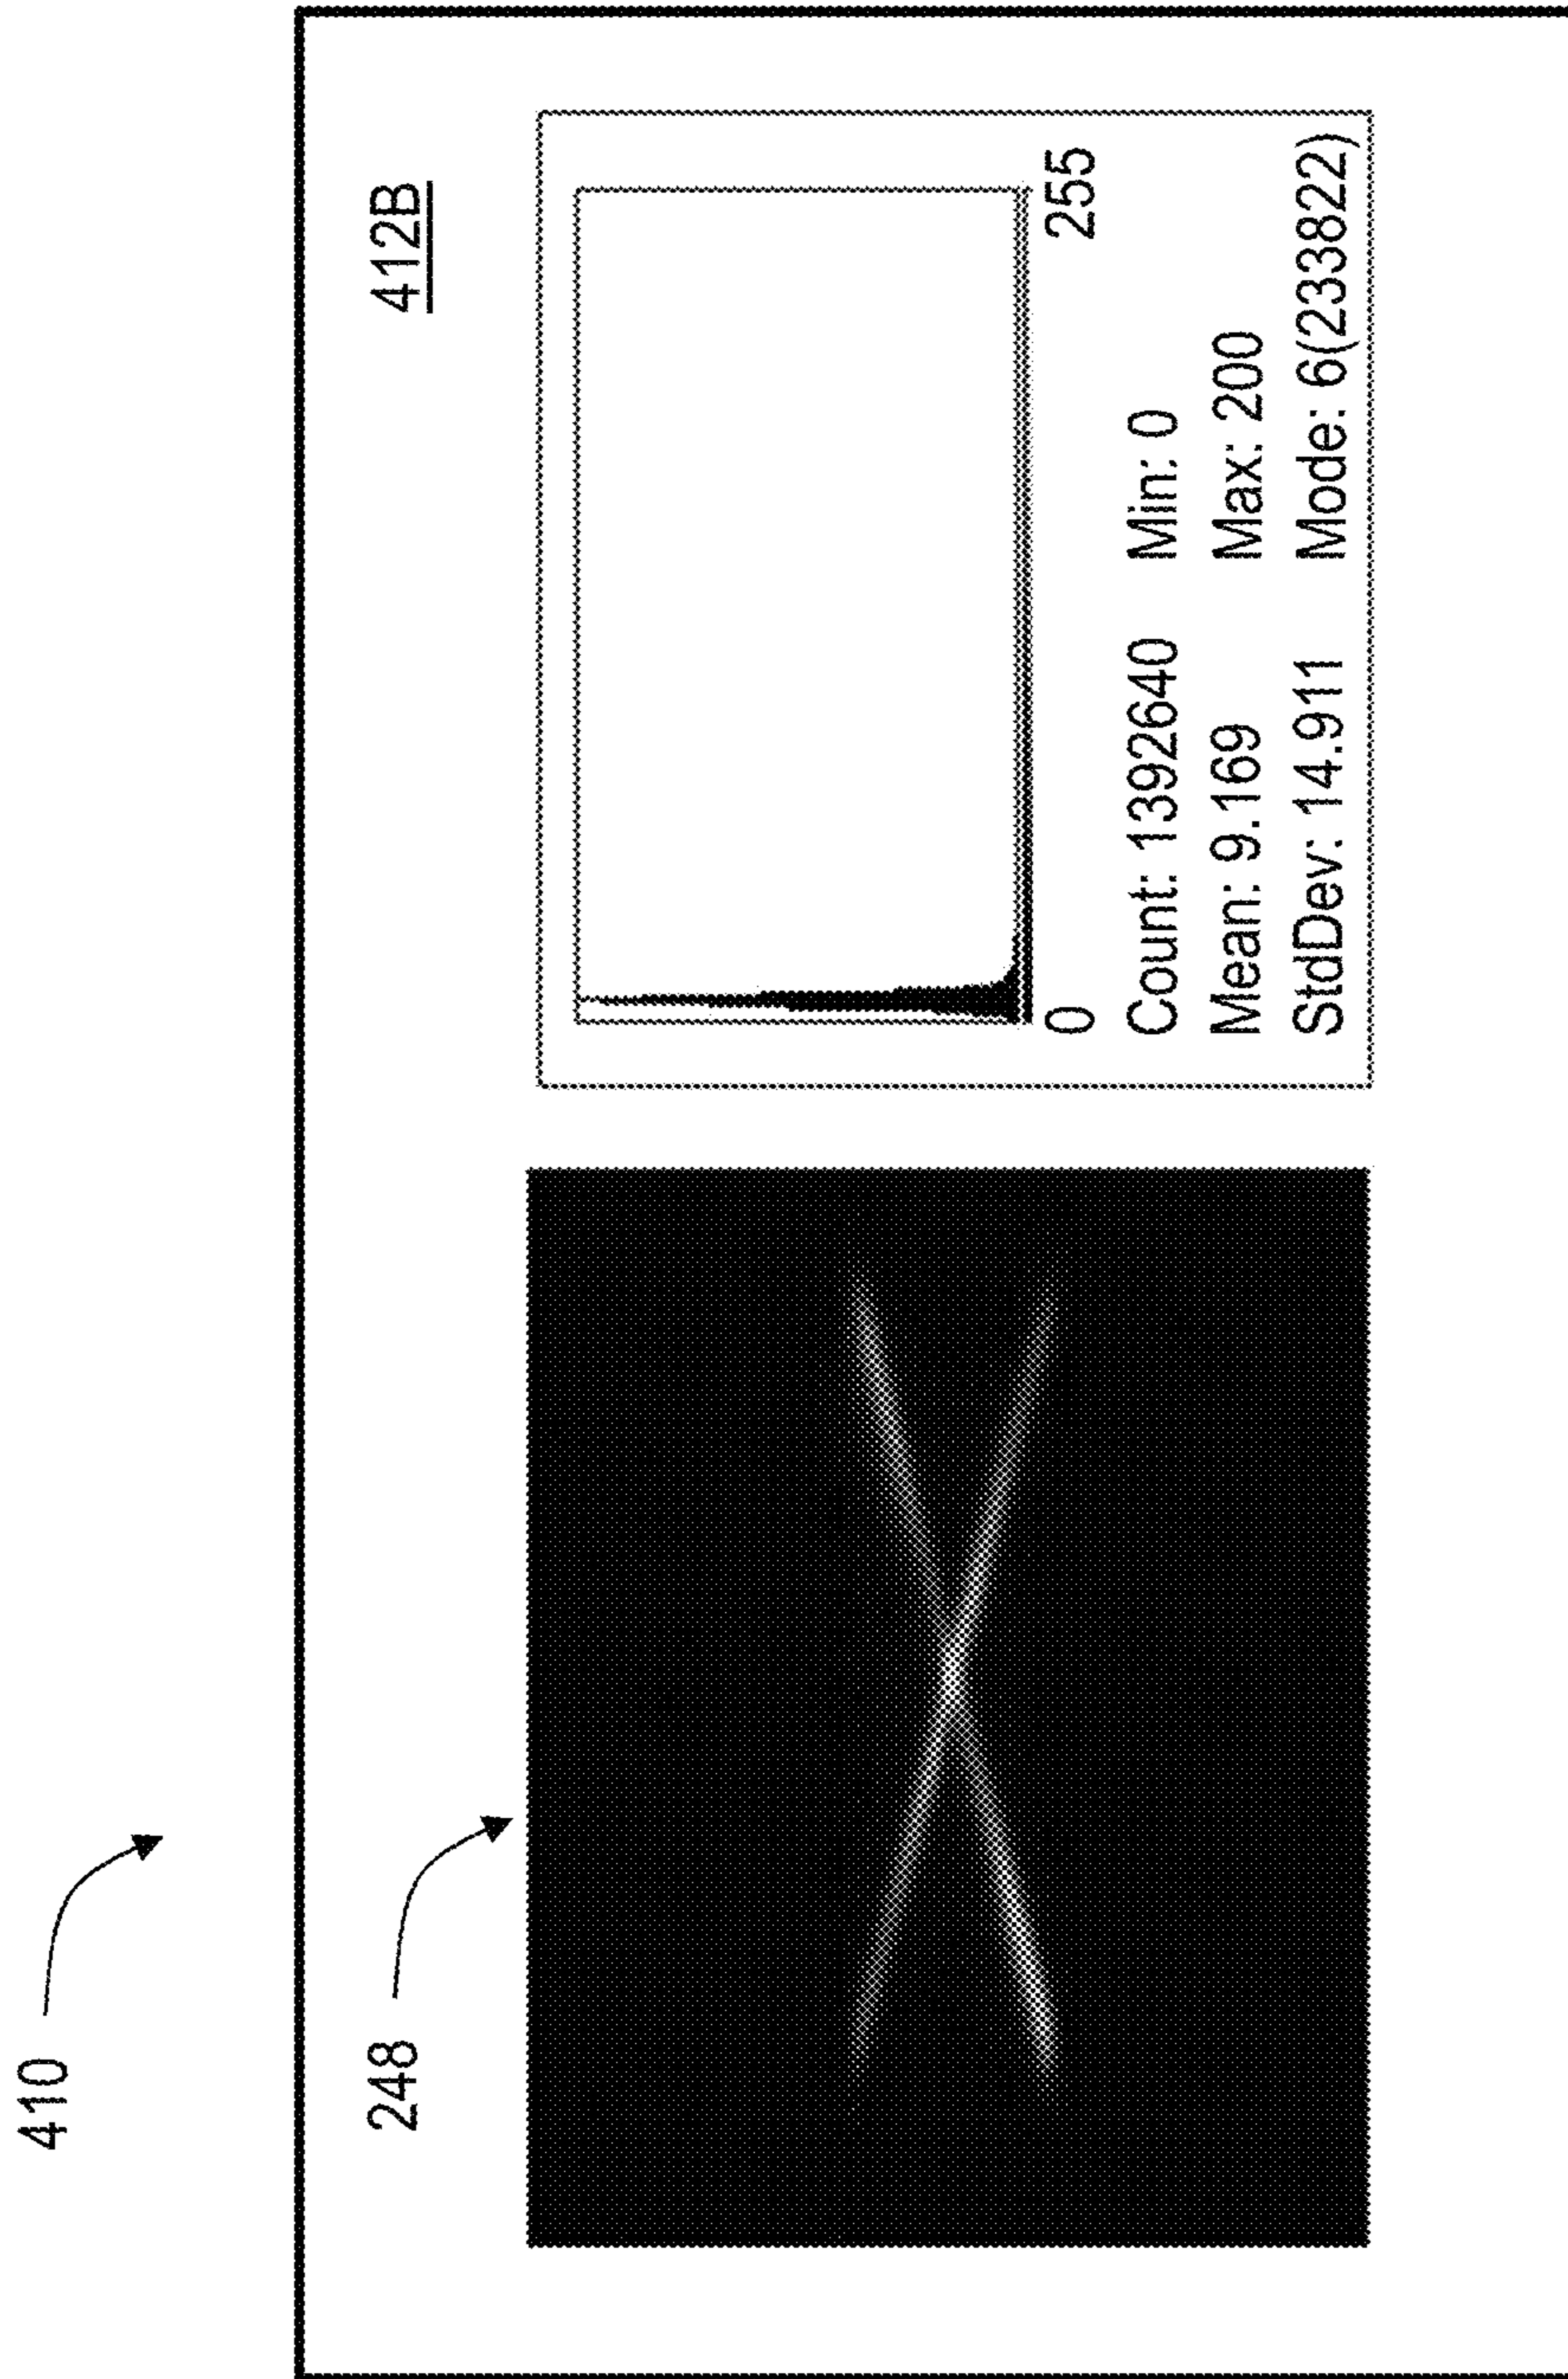 410
248
412B
0 255
Count: 1392640 Min: 0
Mean: 9.169 Max: 200
StdDev: 14.911 Mode: 6(233822)